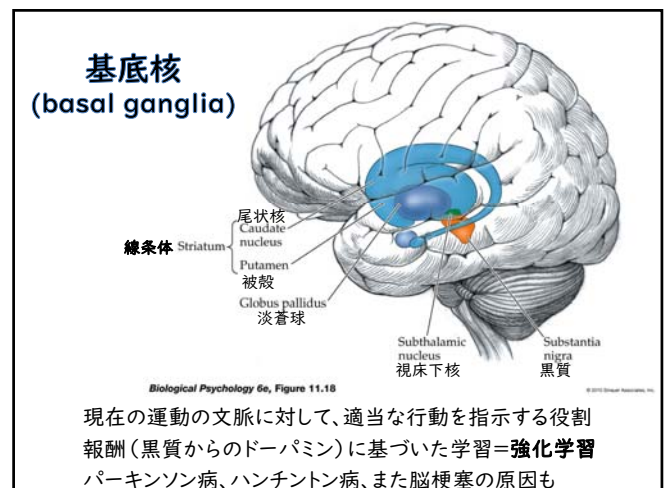 基底核
(basal ganglia)
尾状核
Caudate
nucleus
線条体 Striatum
Putamen
被殻
Globus pallidus
淡蒼球
Subthalamic
nucleus
視床下核
Substantia
nigra
黒質
Biological Psychology 6e, Figure 11.18
© 2010 Sinauer Associates, Inc.
現在の運動の文脈に対して、適当な行動を指示する役割
報酬（黒質からのドーパミン）に基づいた学習=強化学習
パーキンソン病、ハンチントン病、また脳梗塞の原因も